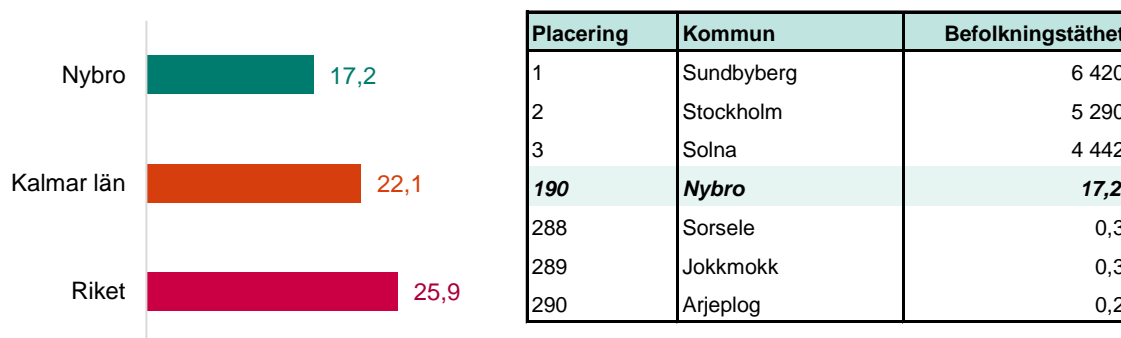 Nybro 17,2
Kalmar län 22,1
Riket 25,9
Placering Kommun Befolkningstäthet
1 Sundbyberg 6 420
2 Stockholm 5 290
3 Solna 4 442
190 Nybro 17,2
288 Sorsele 0,3
289 Jokkmokk 0,3
290 Arjeplog 0,2